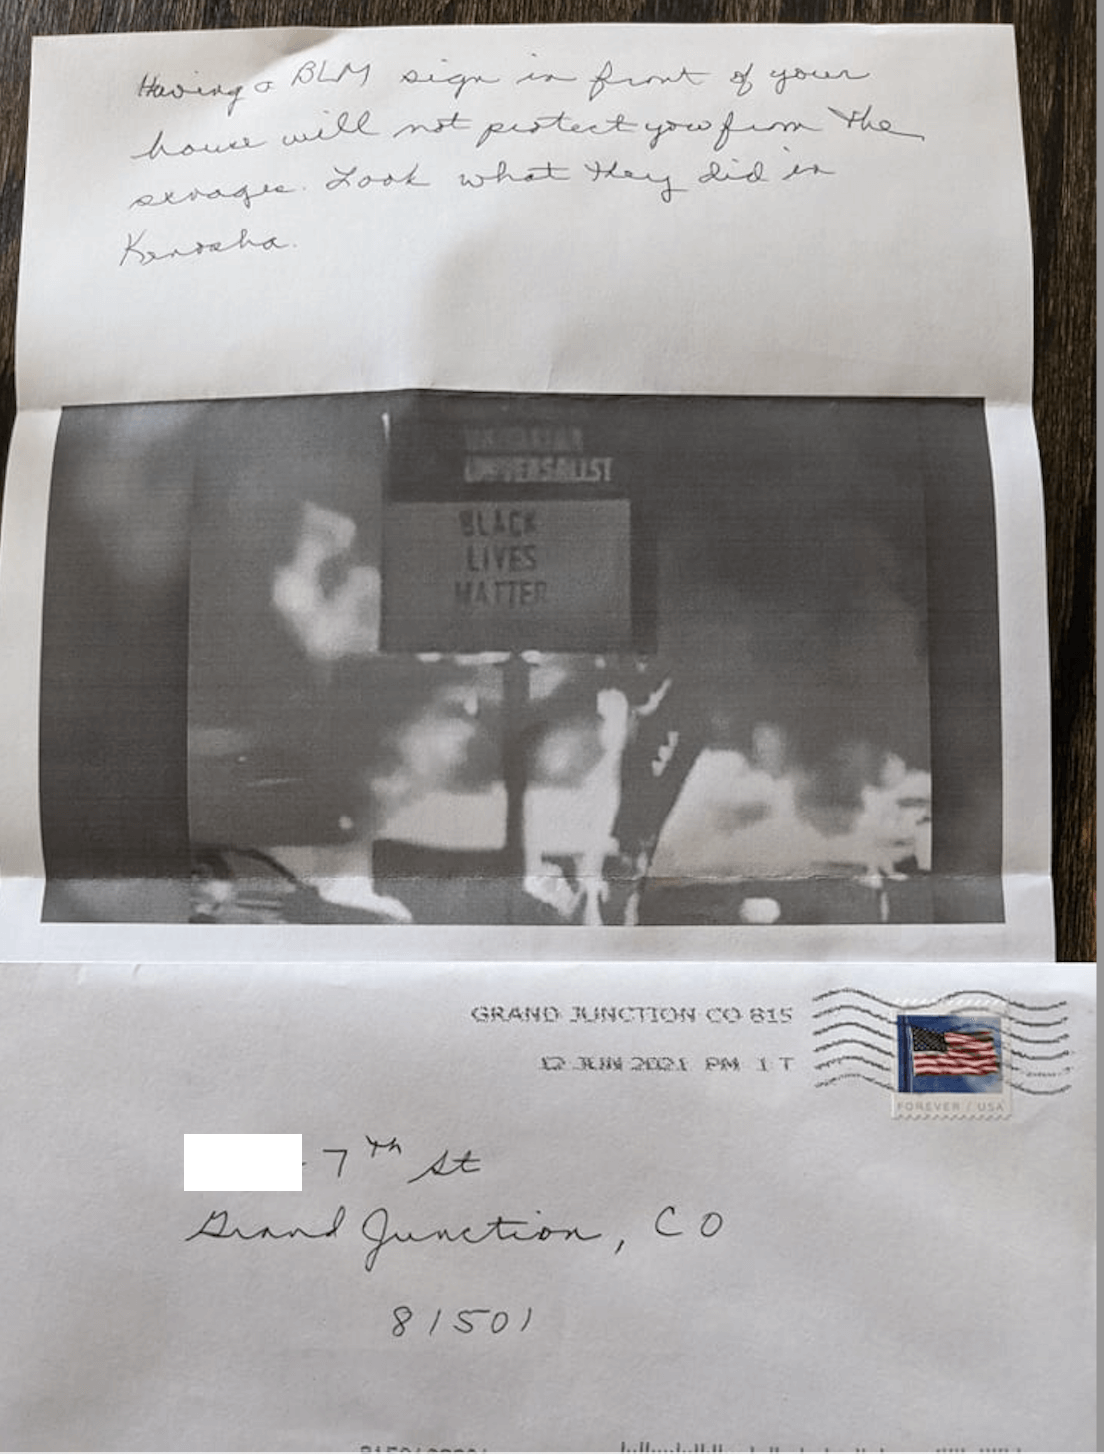 Having a BLM sign in front of your
house will not protect you from the
savages. Look what they did in
Kenosha.
UNIVERSALIST
BLACK
LIVES
MATTER
GRAND JUNCTION CO 815
12 JUN 2021 PM 1 T
FOREVER / USA
7th St
Grand Junction, CO
81501